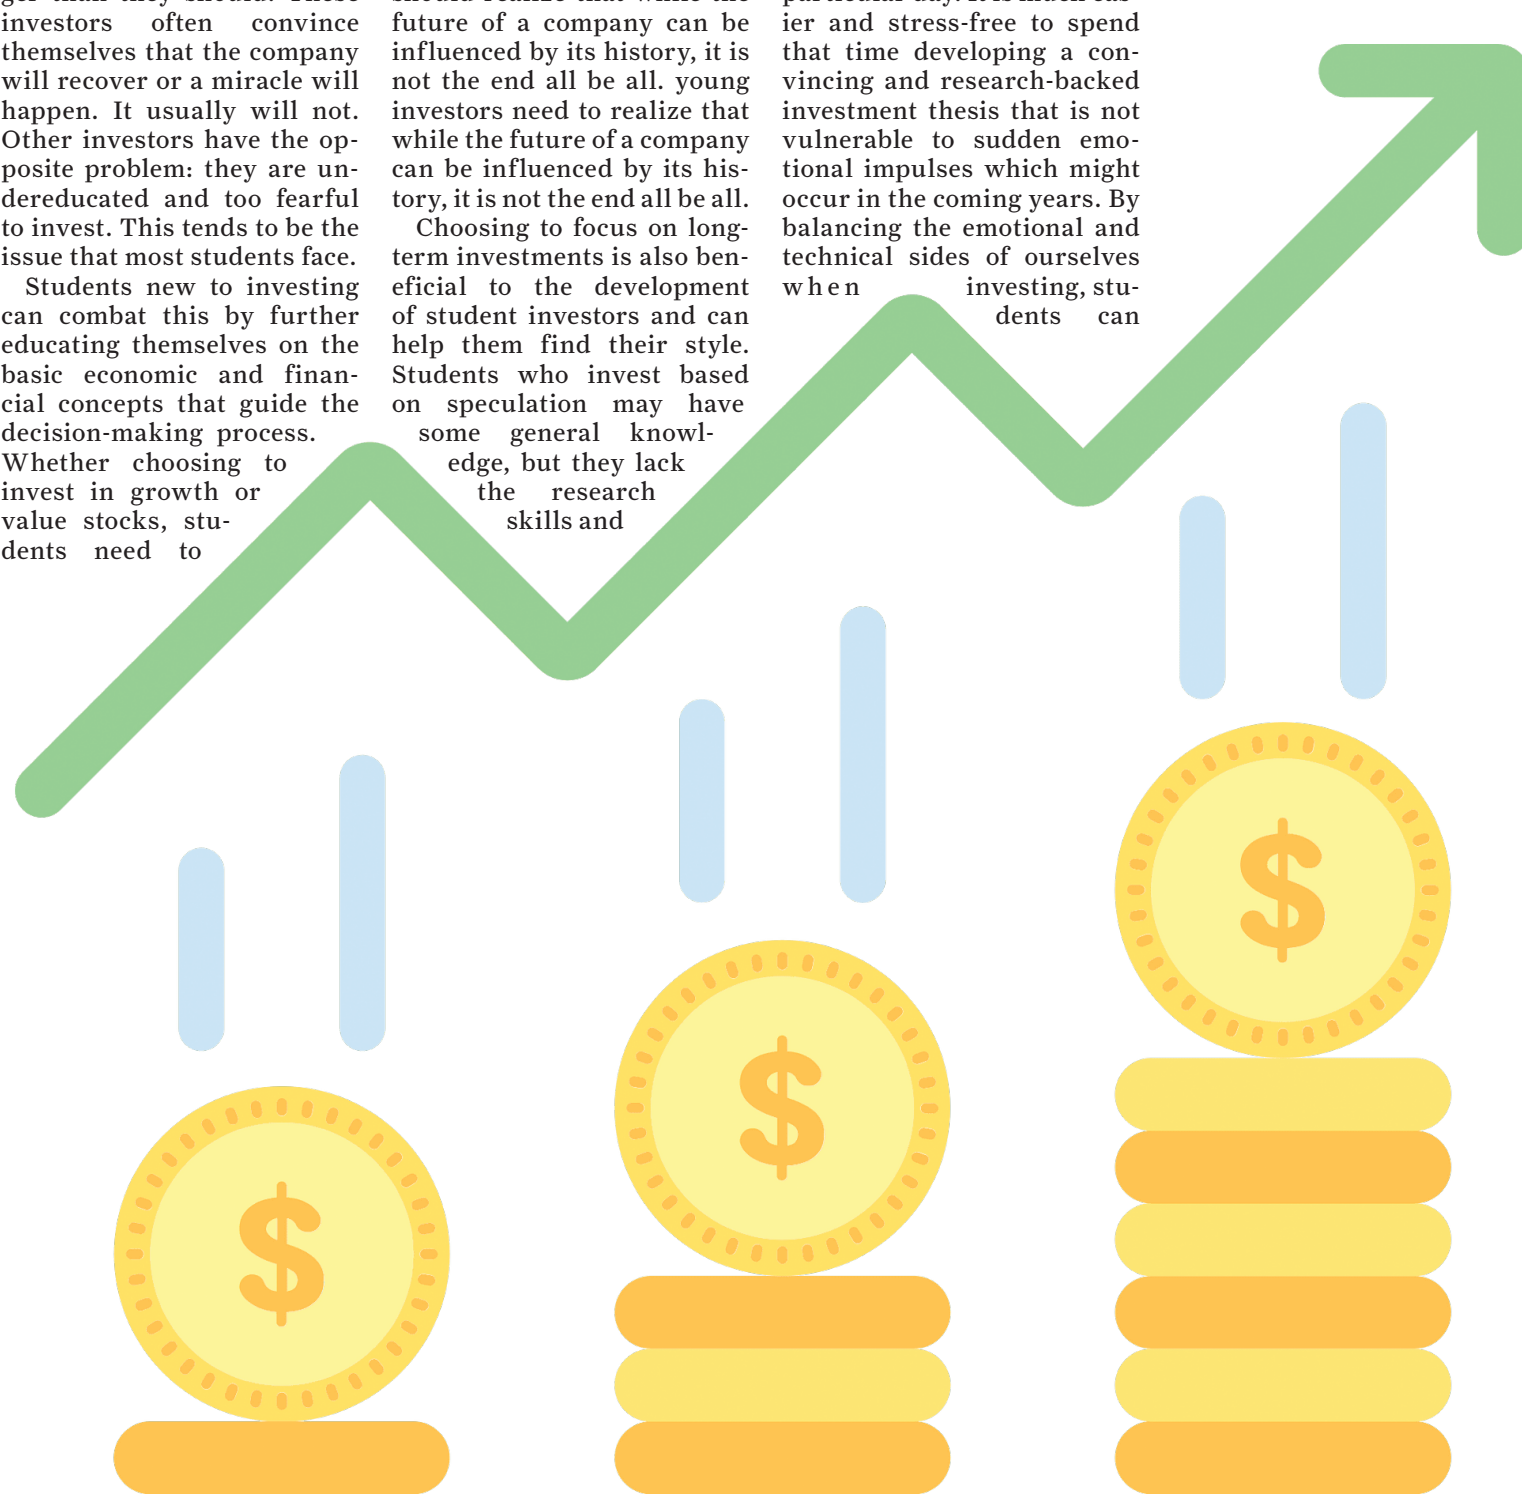 investors often convince
themselves that the company
will recover or a miracle will
happen. It usually will not.
Other investors have the op-
posite problem: they are un-
dereducated and too fearful
to invest. This tends to be the
issue that most students face.
Students new to investing
can combat this by further
educating themselves on the
basic economic and finan-
cial concepts that guide the
decision-making process.
Whether choosing to
invest in growth or
value stocks, stu-
dents need to
future of a company can be
influenced by its history, it is
not the end all be all. young
investors need to realize that
while the future of a company
can be influenced by its his-
tory, it is not the end all be all.
Choosing to focus on long-
term investments is also ben-
eficial to the development
of student investors and can
help them find their style.
Students who invest based
on speculation may have
some general knowl-
edge, but they lack
the research
skills and
ier and stress-free to spend
that time developing a con-
vincing and research-backed
investment thesis that is not
vulnerable to sudden emo-
tional impulses which might
occur in the coming years. By
balancing the emotional and
technical sides of ourselves
when investing, stu-
dents can
$
$
$